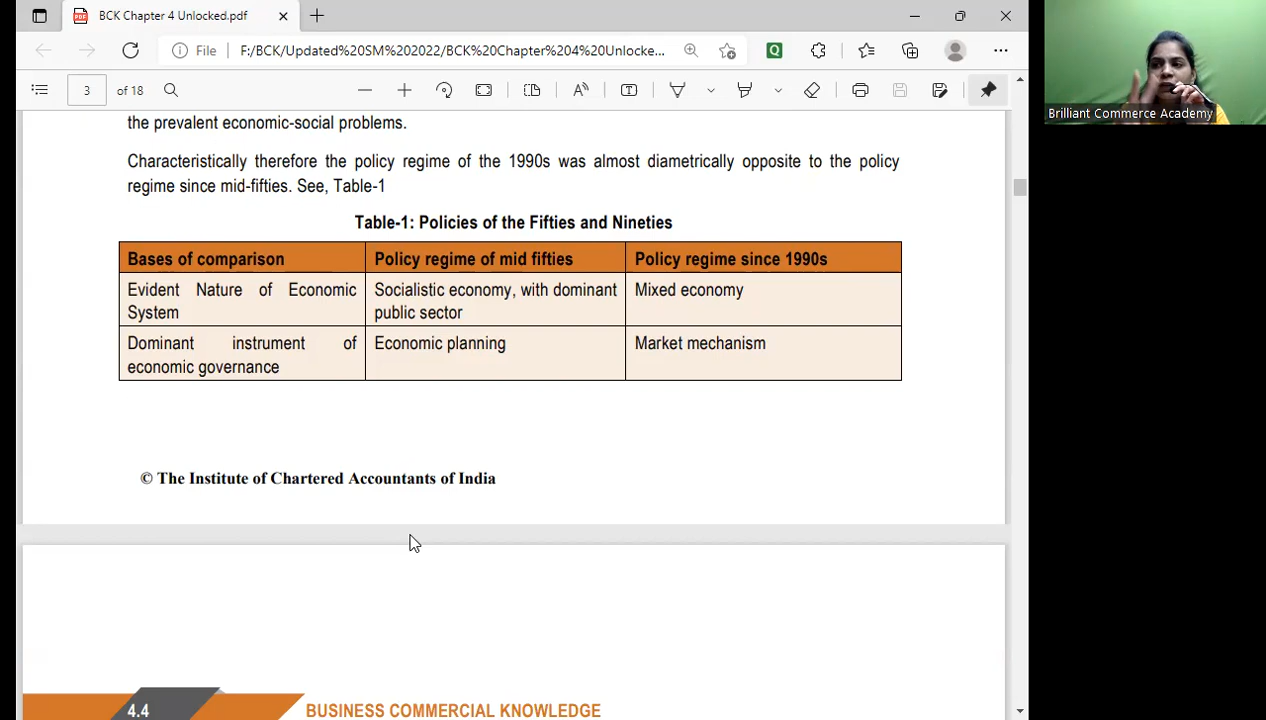 BCK Chapter 4 Unlocked.pdf
File
F:/BCK/Updated%20SM%202022/BCK%20Chapter%204%20Unlocke...
3 of 18
the prevalent economic-social problems.
Characteristically therefore the policy regime of the 1990s was almost diametrically opposite to the policy
regime since mid-fifties. See, Table-1
Table-1: Policies of the Fifties and Nineties
Bases of comparison
Policy regime of mid fifties
Policy regime since 1990s
Evident Nature of Economic
System
Socialistic economy, with dominant
public sector
Mixed economy
Dominant instrument of
economic governance
Economic planning
Market mechanism
© The Institute of Chartered Accountants of India
4.4
BUSINESS COMMERCIAL KNOWLEDGE
Brilliant Commerce Academy